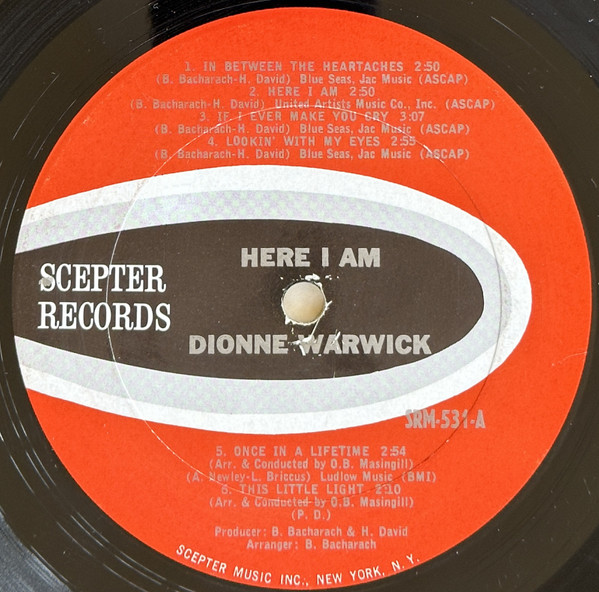 1. IN BETWEEN THE HEARTACHES 2:50
(B. Bacharach-H. David) Blue Seas, Jac Music (ASCAP)
2. HERE I AM 2:50
(B. Bacharach-H. David) United Artists Music Co., Inc. (ASCAP)
3. IF I EVER MAKE YOU CRY 3:07
(B. Bacharach-H. David) Blue Seas, Jac Music (ASCAP)
4. LOOKIN' WITH MY EYES 2:55
(B. Bacharach-H. David) Blue Seas, Jac Music (ASCAP)
SCEPTER
RECORDS
HERE I AM
DIONNE WARWICK
SRM-531-A
5. ONCE IN A LIFETIME 2:54
(Arr. & Conducted by O.B. Masingill)
(A. Newley-L. Briccus) Ludlow Music (BMI)
6. THIS LITTLE LIGHT 2:10
(Arr. & Conducted by O.B. Masingill)
(P. D.)
Producer: B. Bacharach & H. David
Arranger: B. Bacharach
SCEPTER MUSIC INC., NEW YORK, N. Y.